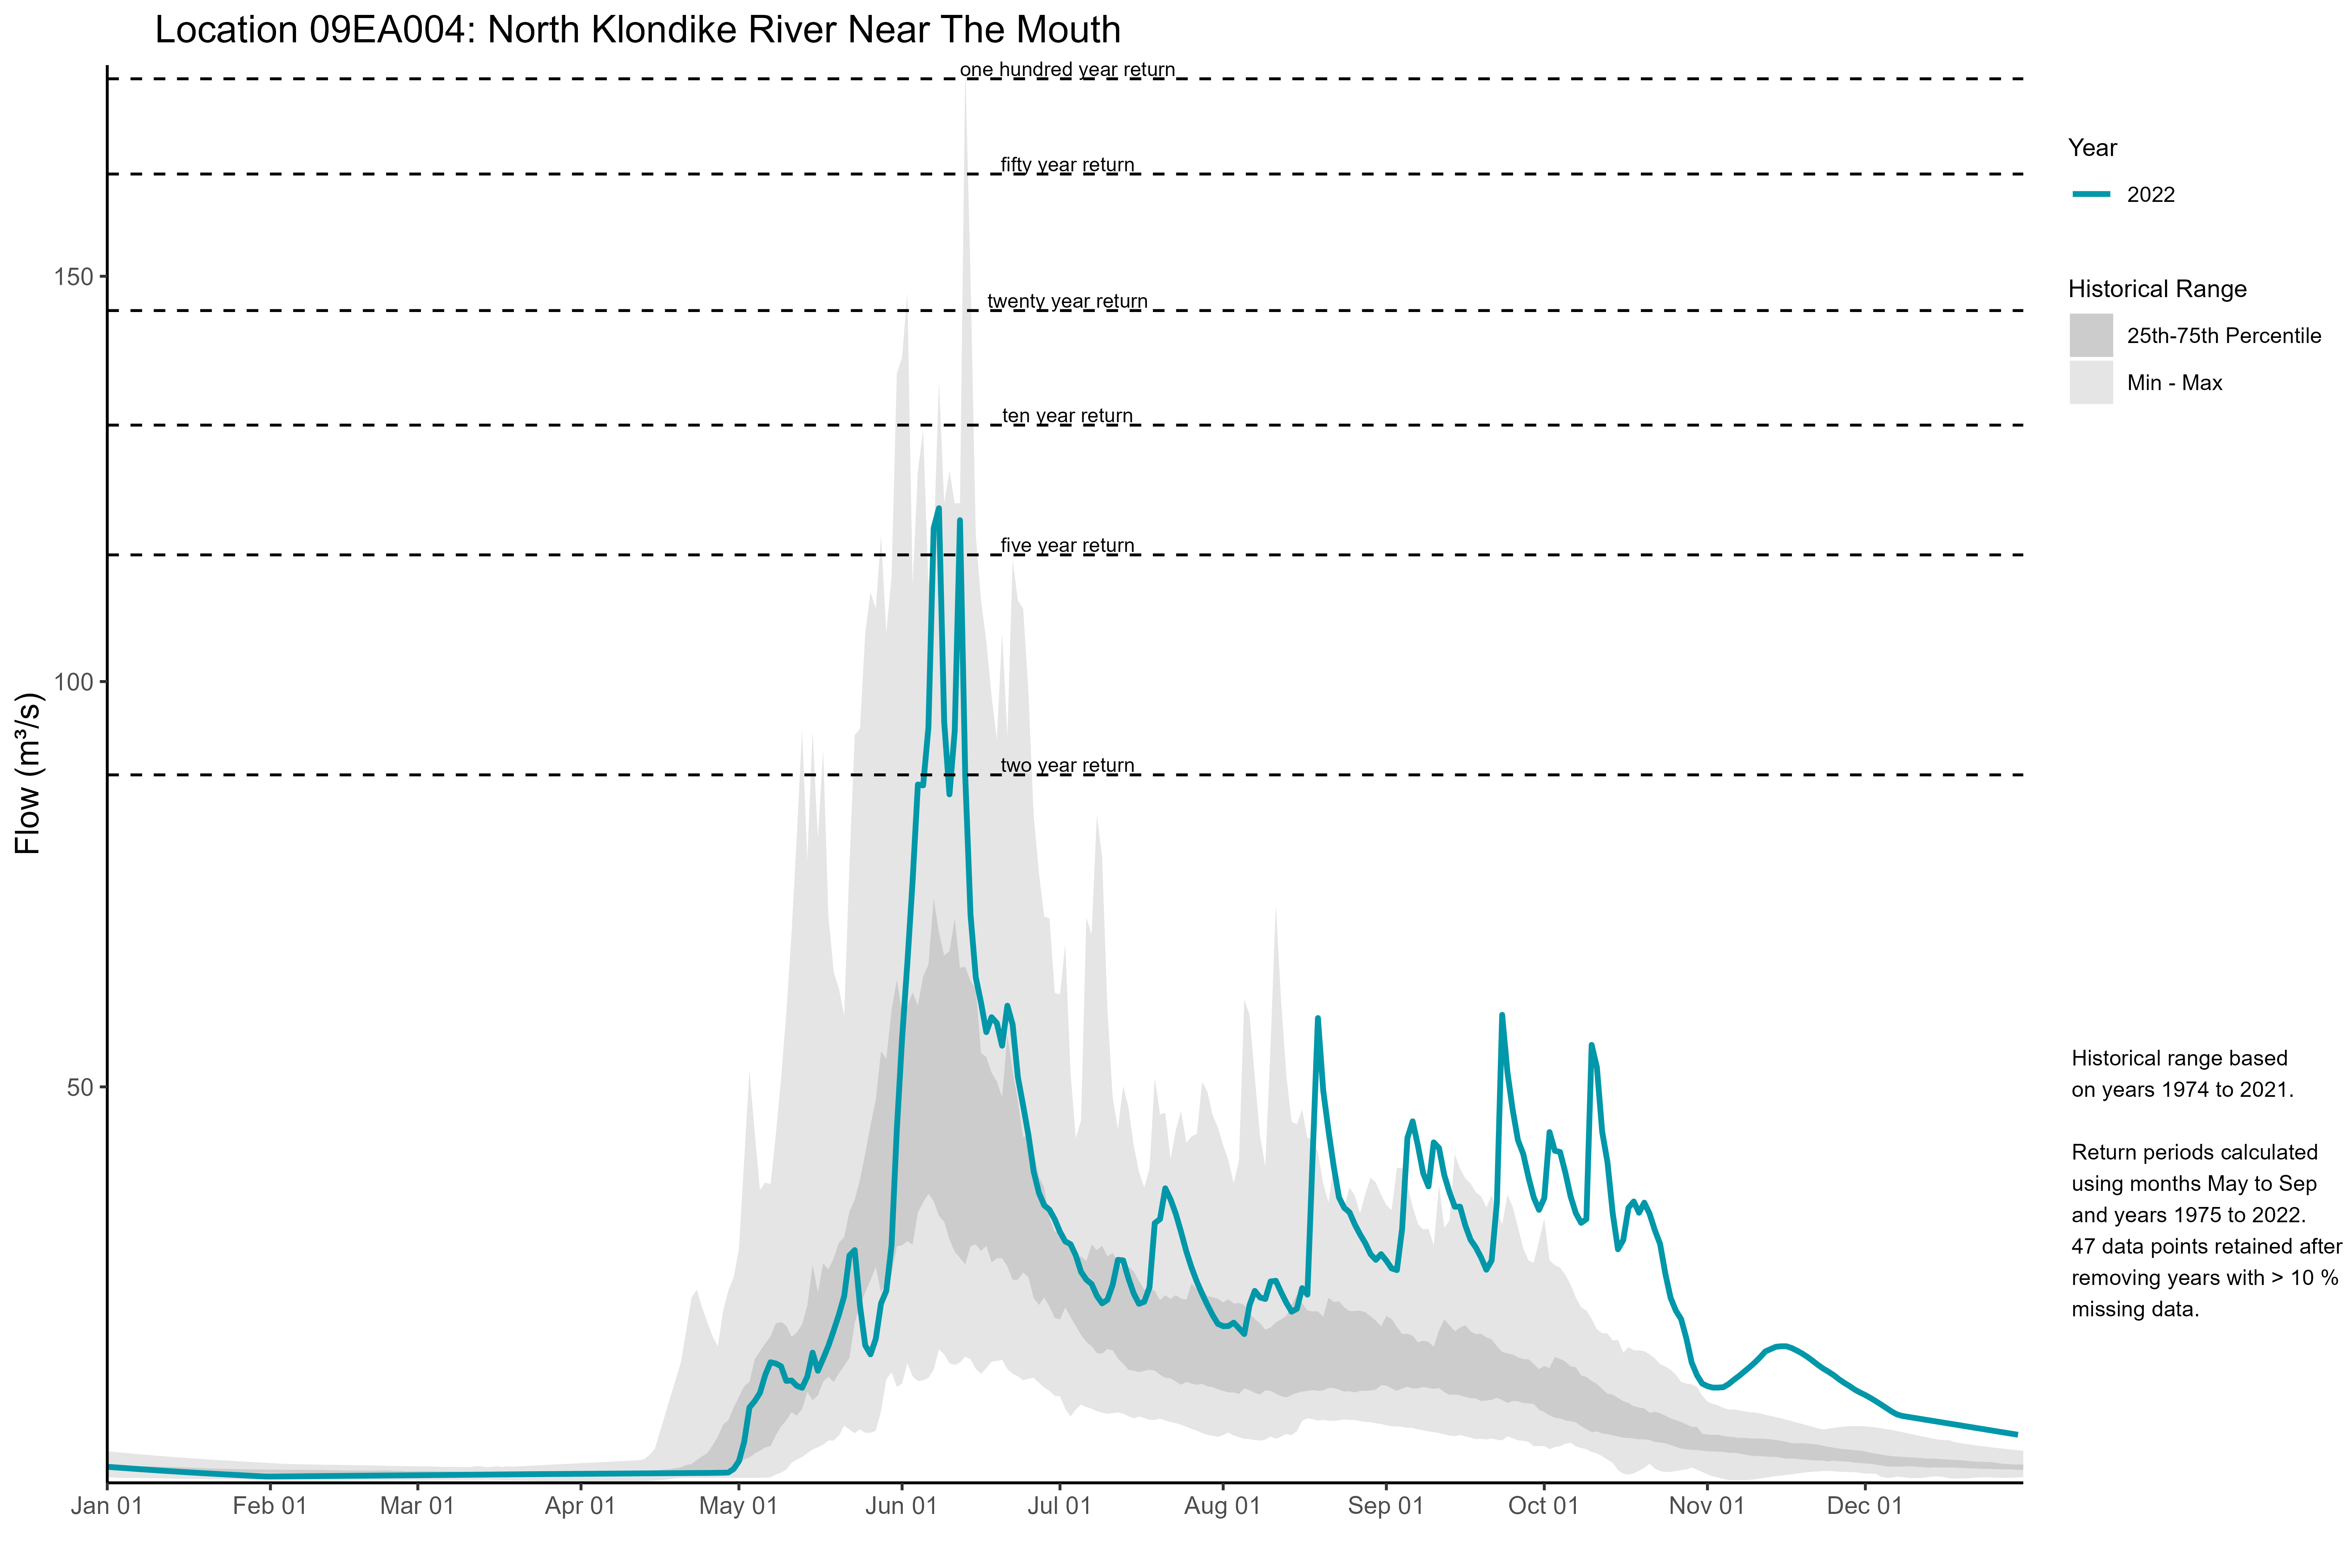 Location 09EA004: North Klondike River Near The Mouth
one hundred year return
fifty year return
twenty year return
ten year return
five year return
two year return
150
100
50
Flow (m³/s)
Jan 01
Feb 01
Mar 01
Apr 01
May 01
Jun 01
Jul 01
Aug 01
Sep 01
Oct 01
Nov 01
Dec 01
Year
2022
Historical Range
25th-75th Percentile
Min - Max
Historical range based
on years 1974 to 2021.
Return periods calculated
using months May to Sep
and years 1975 to 2022.
47 data points retained after
removing years with > 10 %
missing data.